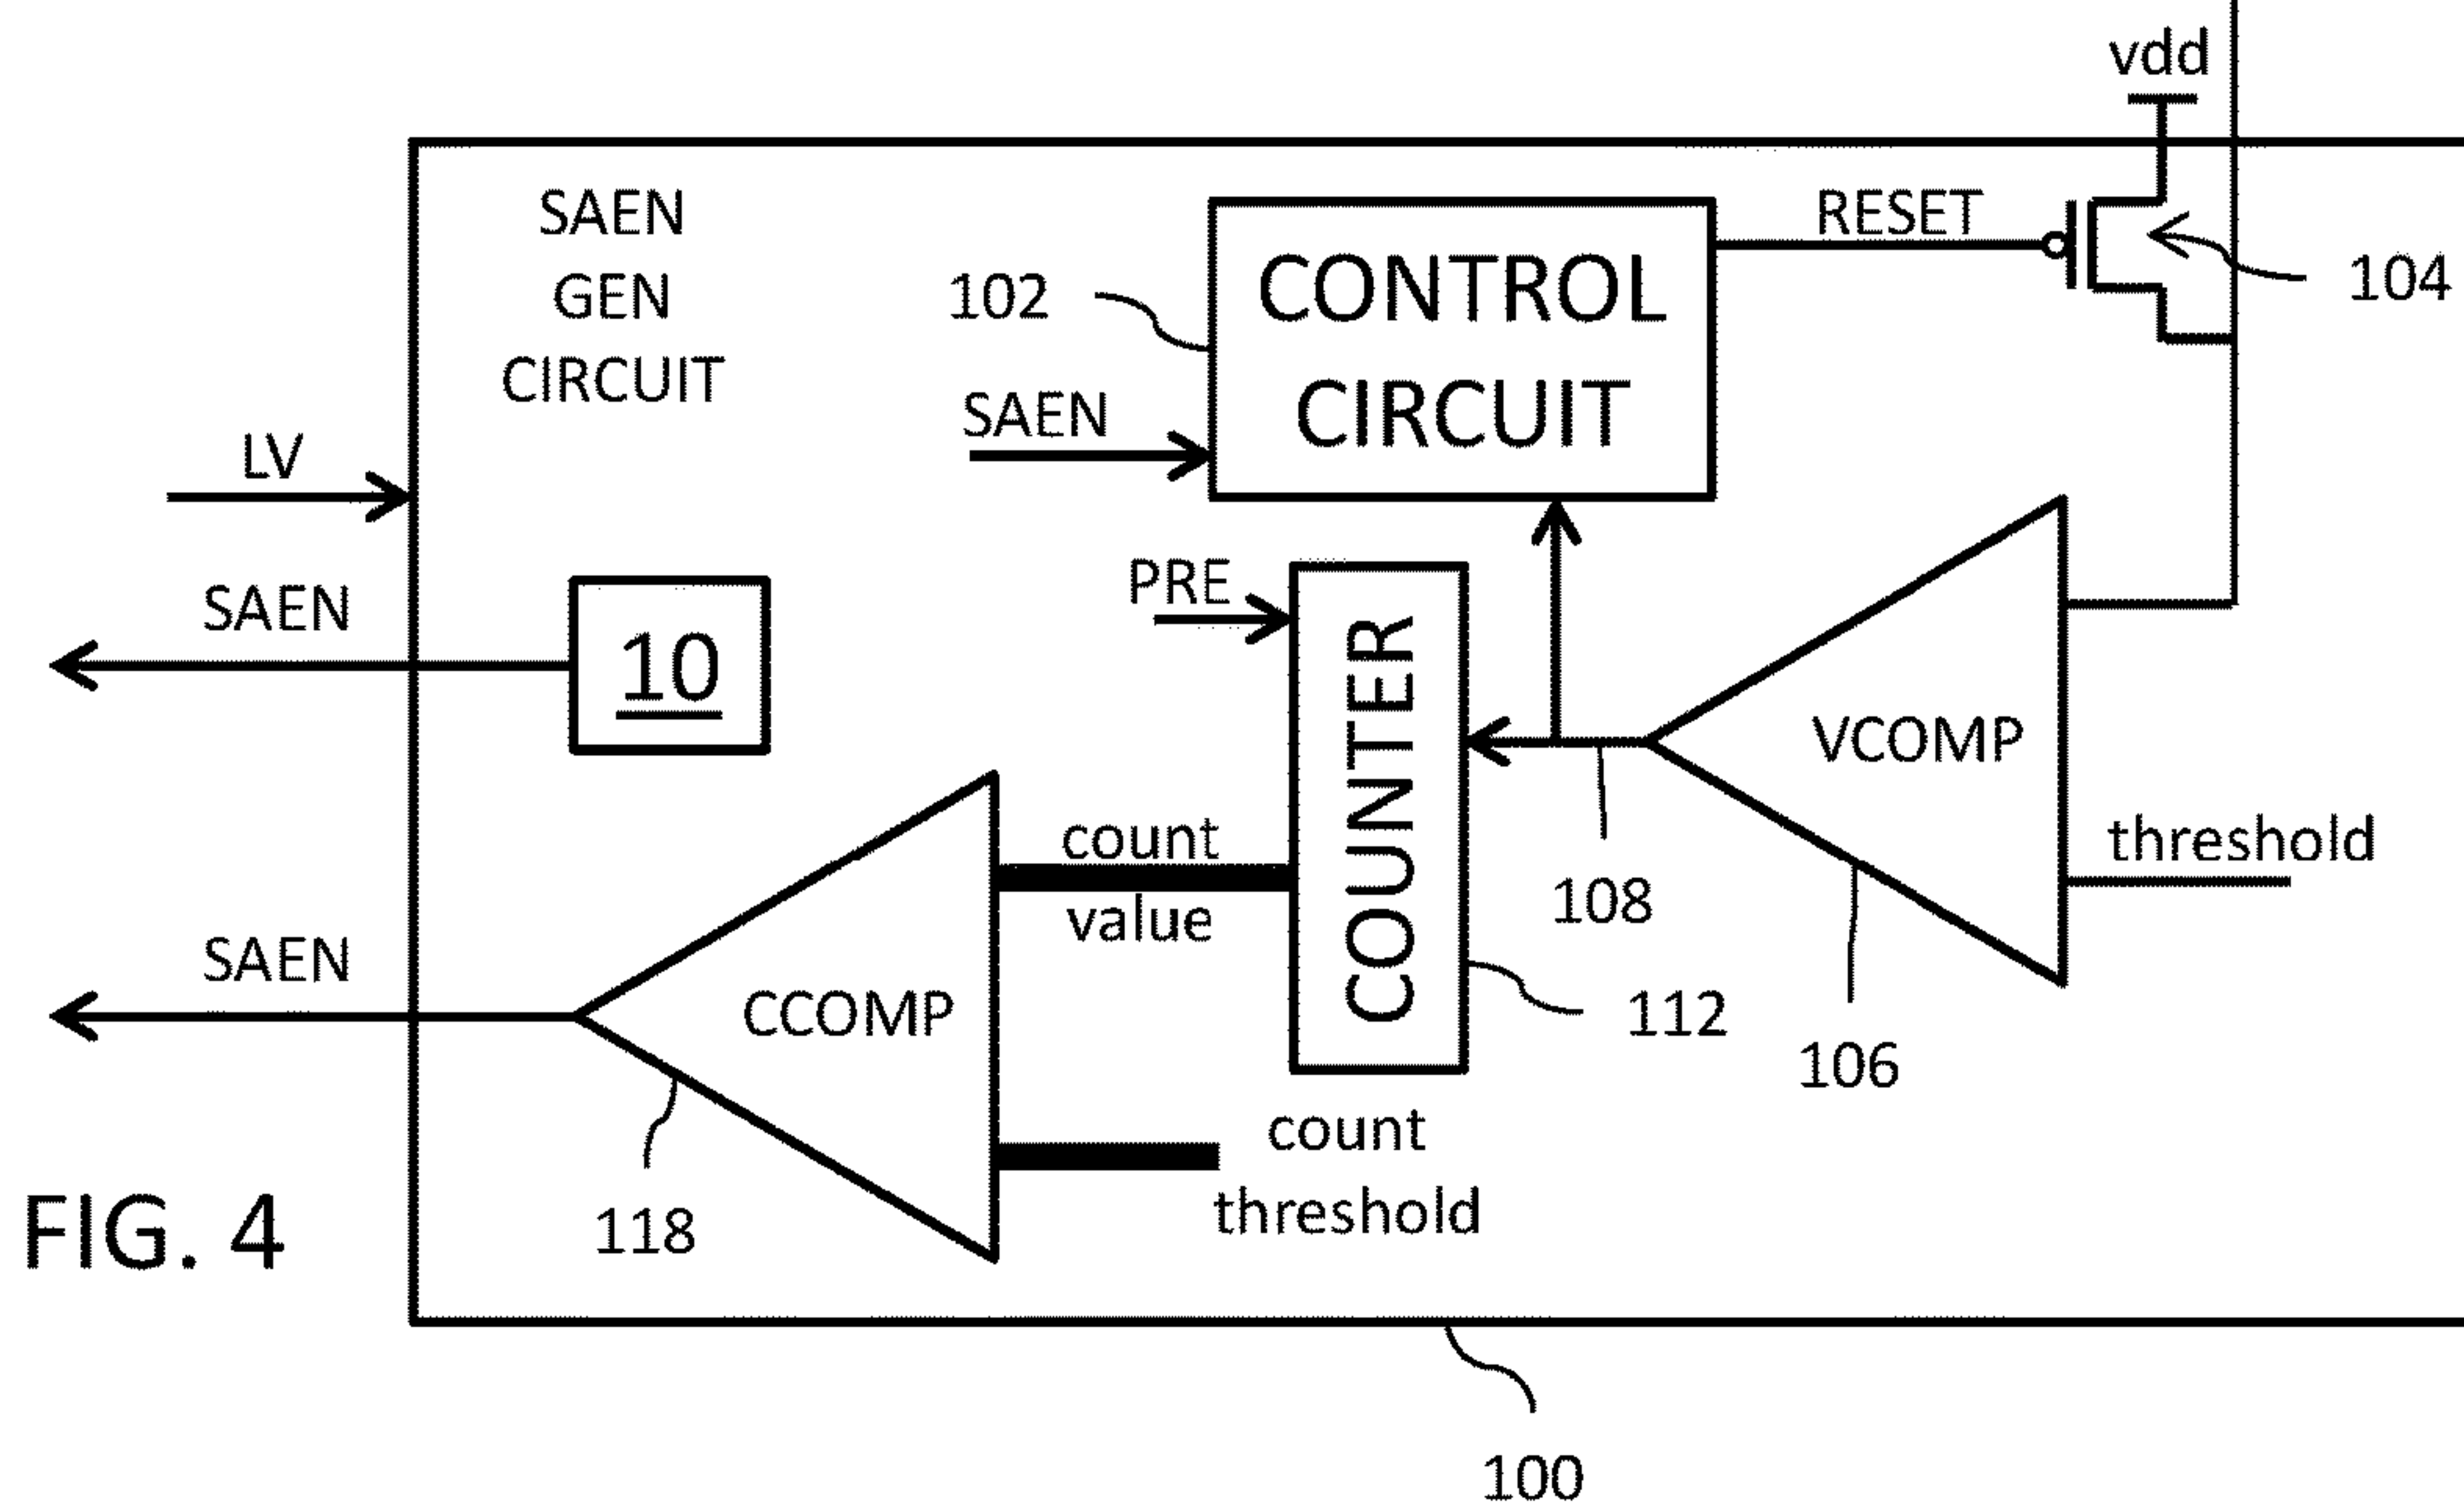 vdd
SAEN
GEN
CIRCUIT
RESET
CONTROL
CIRCUIT
102
104
SAEN
LV
PRE
SAEN
10
COUNTER
VCOMP
count
value
threshold
108
SAEN
CCOMP
112
106
count
threshold
118
FIG. 4
100